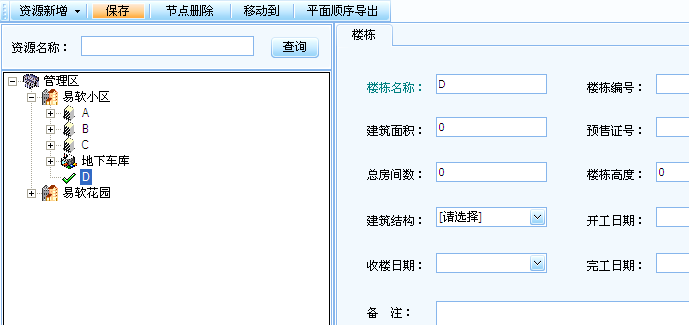 资源新增 保存 节点删除 移动到 平面顺序导出
资源名称： 查询
管理区
易软小区
A
B
C
地下车库
D
易软花园
楼栋
楼栋名称： D 楼栋编号：
建筑面积： 0 预售证号：
总房间数： 0 楼栋高度： 0
建筑结构： [请选择] 开工日期：
收楼日期： 完工日期：
备 注：